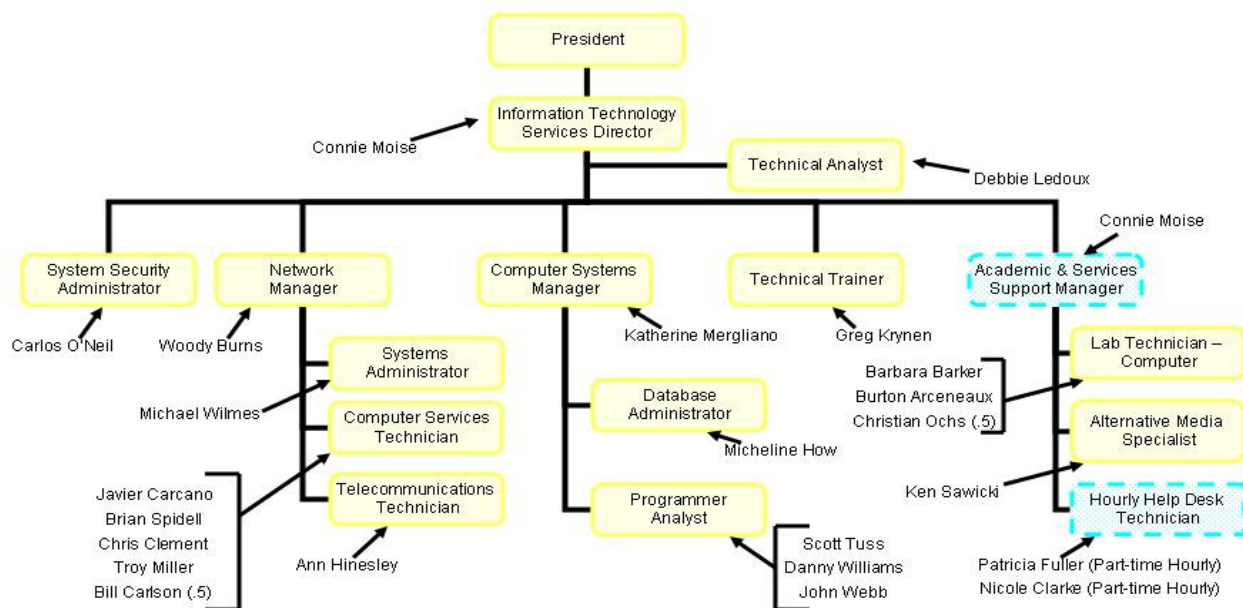 President
Information Technology
Services Director
Connie Moise
Technical Analyst
Debbie Ledoux
Connie Moise
System Security
Administrator
Network
Manager
Computer Systems
Manager
Technical Trainer
Academic & Services
Support Manager
Carlos O'Neil
Woody Burns
Katherine Mergliano
Greg Krynen
Systems
Administrator
Michael Wilmes
Computer Services
Technician
Javier Carcano
Brian Spidell
Chris Clement
Troy Miller
Bill Carlson (.5)
Telecommunications
Technician
Ann Hinesley
Database
Administrator
Micheline How
Programmer
Analyst
Scott Tuss
Danny Williams
John Webb
Lab Technician –
Computer
Barbara Barker
Burton Arceneaux
Christian Ochs (.5)
Alternative Media
Specialist
Ken Sawicki
Hourly Help Desk
Technician
Patricia Fuller (Part-time Hourly)
Nicole Clarke (Part-time Hourly)